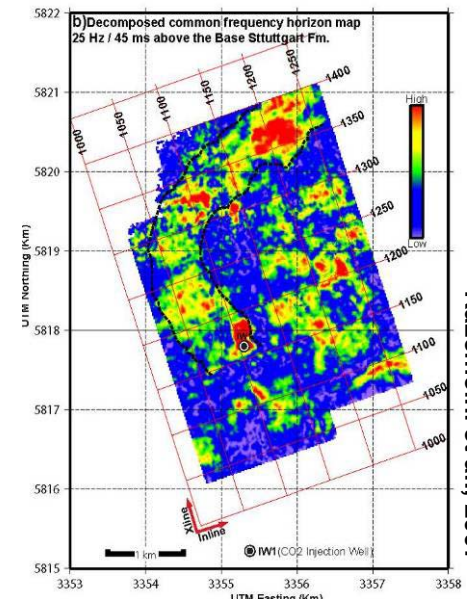 b)Decomposed common frequency horizon map
25 Hz / 45 ms above the Base Sttuttgart Fm.
5822
5821
5820
5819
5818
5817
5816
5815
UTM Northing (Km)
1000
1050
1100
1150
1200
1250
1400
1350
1300
1250
1200
1150
1100
1050
1000
High
Low
Xline
Inline
1 km
IW1(CO2 Injection Well)
3353
3354
3355
3356
3357
3358
UTM Easting (Km)